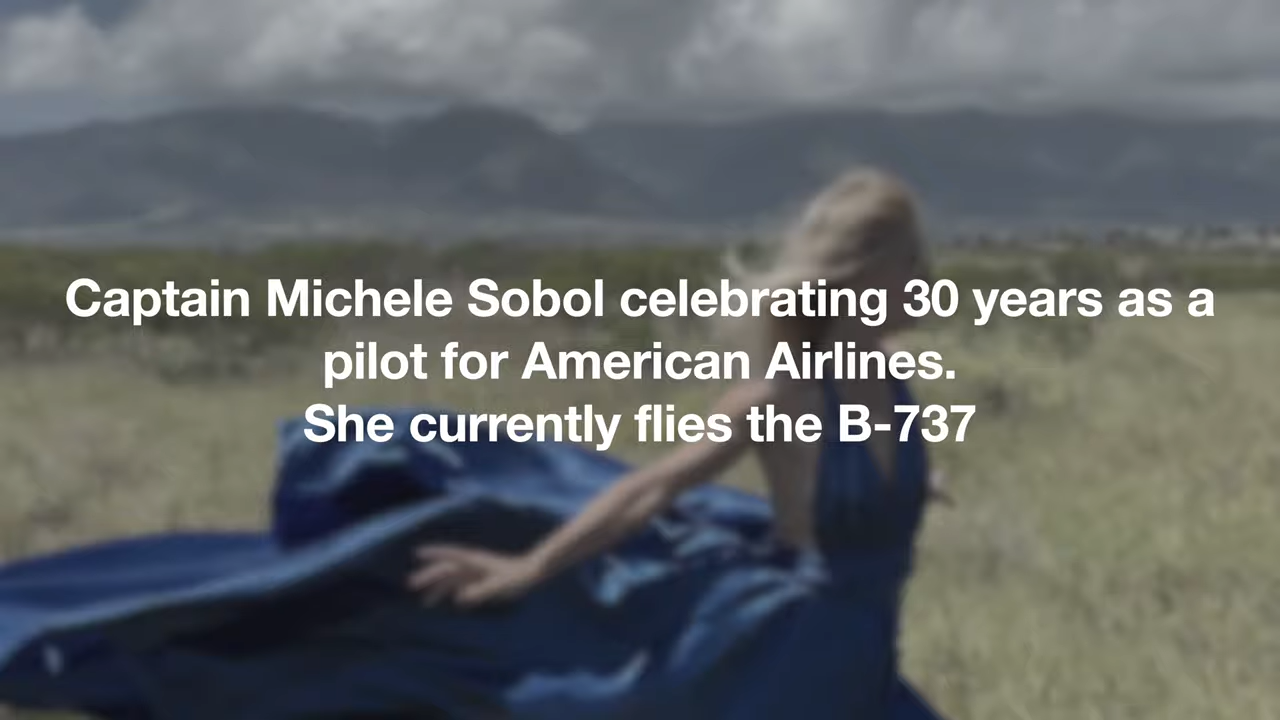 Captain Michele Sobol celebrating 30 years as a
pilot for American Airlines.
She currently flies the B-737